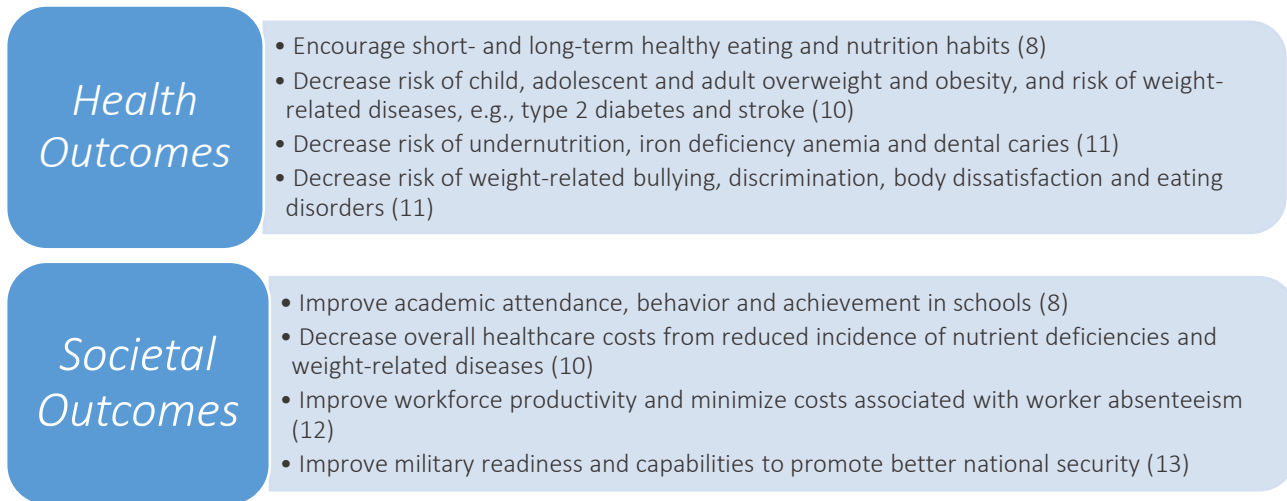 Health
Outcomes
• Encourage short- and long-term healthy eating and nutrition habits (8)
• Decrease risk of child, adolescent and adult overweight and obesity, and risk of weight-
related diseases, e.g., type 2 diabetes and stroke (10)
• Decrease risk of undernutrition, iron deficiency anemia and dental caries (11)
• Decrease risk of weight-related bullying, discrimination, body dissatisfaction and eating
disorders (11)
Societal
Outcomes
• Improve academic attendance, behavior and achievement in schools (8)
• Decrease overall healthcare costs from reduced incidence of nutrient deficiencies and
weight-related diseases (10)
• Improve workforce productivity and minimize costs associated with worker absenteeism
(12)
• Improve military readiness and capabilities to promote better national security (13)